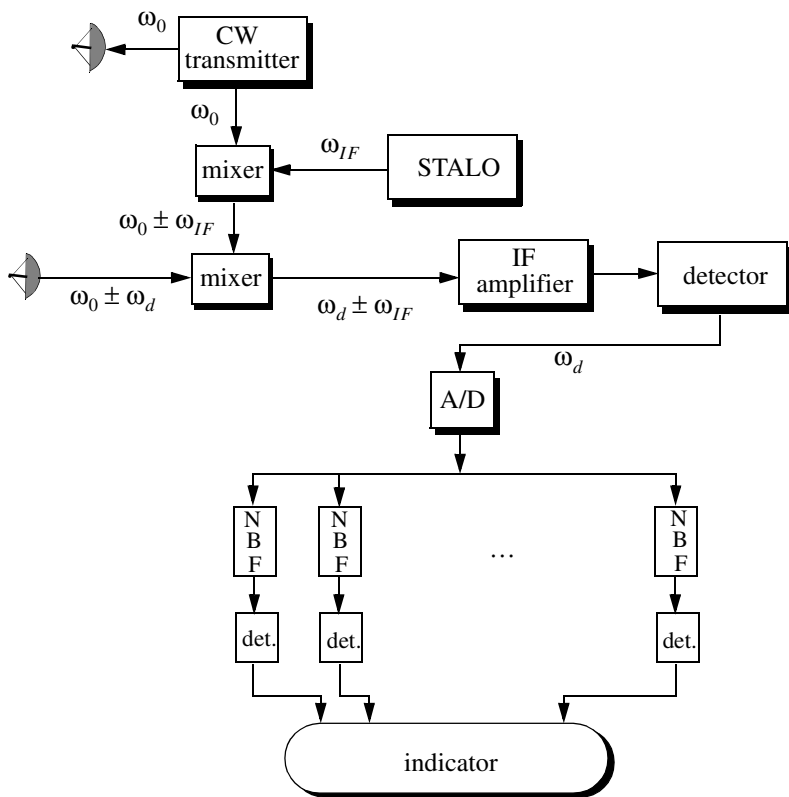 ω0
CW
transmitter
ω0
ωIF
mixer
STALO
ω0 ± ωIF
mixer
IF
amplifier
detector
ω0 ± ωd
ωd ± ωIF
ωd
A/D
N
B
F
N
B
F
...
N
B
F
det.
det.
det.
indicator